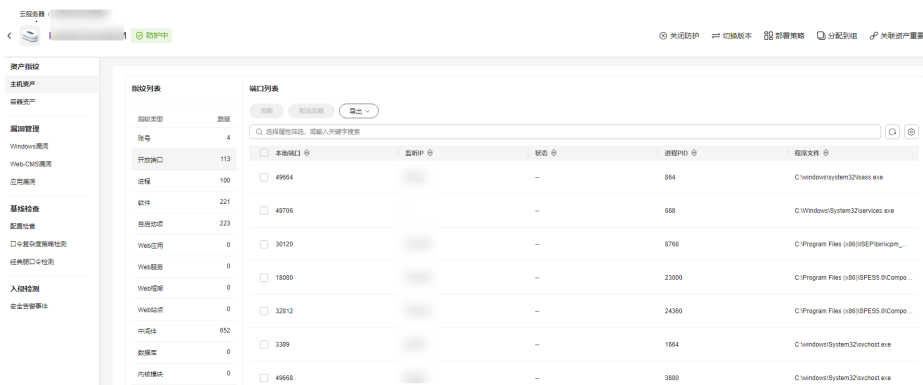 云服务器 /
防护中
关闭防护 切换版本 部署策略 分配到组 关联资产重要
资产指纹
主机资产
容器资产
漏洞管理
Windows漏洞
Web-CMS漏洞
应用漏洞
基线检查
配置检查
口令复杂度策略检测
经典弱口令检测
入侵检测
安全告警事件
指纹列表
指纹类型 数量
账号 4
开放端口 113
进程 100
软件 221
自启动项 223
Web应用 0
Web服务 0
Web框架 0
Web站点 0
中间件 652
数据库 0
内核模块 0
端口列表
忽略 取消忽略 导出
选择属性筛选，或输入关键字搜索
本地端口 监听IP 状态 进程PID 程序文件
49664 -- 864 C:\windows\system32\lsass.exe
49706 -- 668 C:\Windows\System32\services.exe
30120 -- 8768 C:\Program Files (x86)\ISEP\bin\icpm_...
18080 -- 23000 C:\Program Files (x86)\SPES5.0\Compo...
32812 -- 24360 C:\Program Files (x86)\SPES5.0\Compo...
3389 -- 1664 C:\windows\System32\svchost.exe
49668 -- 3880 C:\windows\System32\svchost.exe